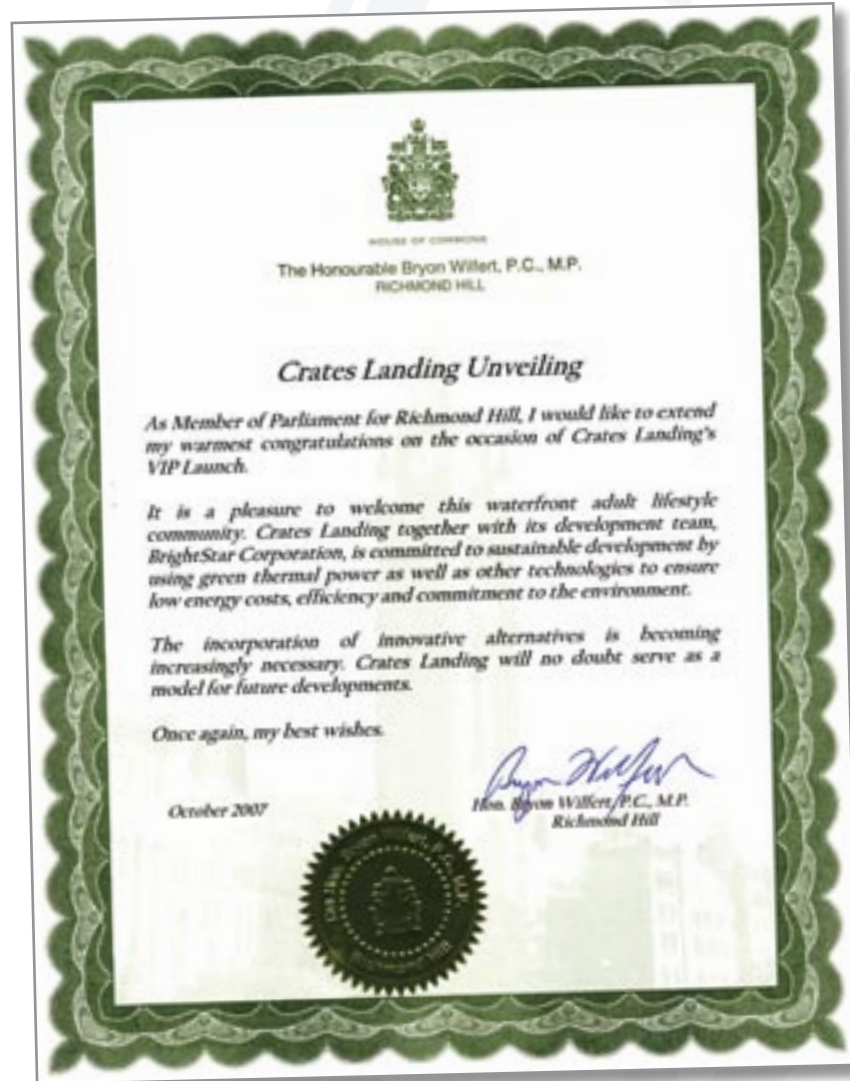 HOUSE OF COMMONS
The Honourable Bryon Wilfert, P.C., M.P.
RICHMOND HILL
Crates Landing Unveiling
As Member of Parliament for Richmond Hill, I would like to extend
my warmest congratulations on the occasion of Crates Landing's
VIP Launch.
It is a pleasure to welcome this waterfront adult lifestyle
community. Crates Landing together with its development team,
BrightStar Corporation, is committed to sustainable development by
using green thermal power as well as other technologies to ensure
low energy costs, efficiency and commitment to the environment.
The incorporation of innovative alternatives is becoming
increasingly necessary. Crates Landing will no doubt serve as a
model for future developments.
Once again, my best wishes.
October 2007
Hon. Bryon Wilfert, P.C., M.P.
Richmond Hill